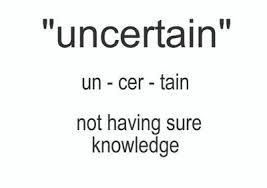 "uncertain"
un - cer - tain
not having sure
knowledge